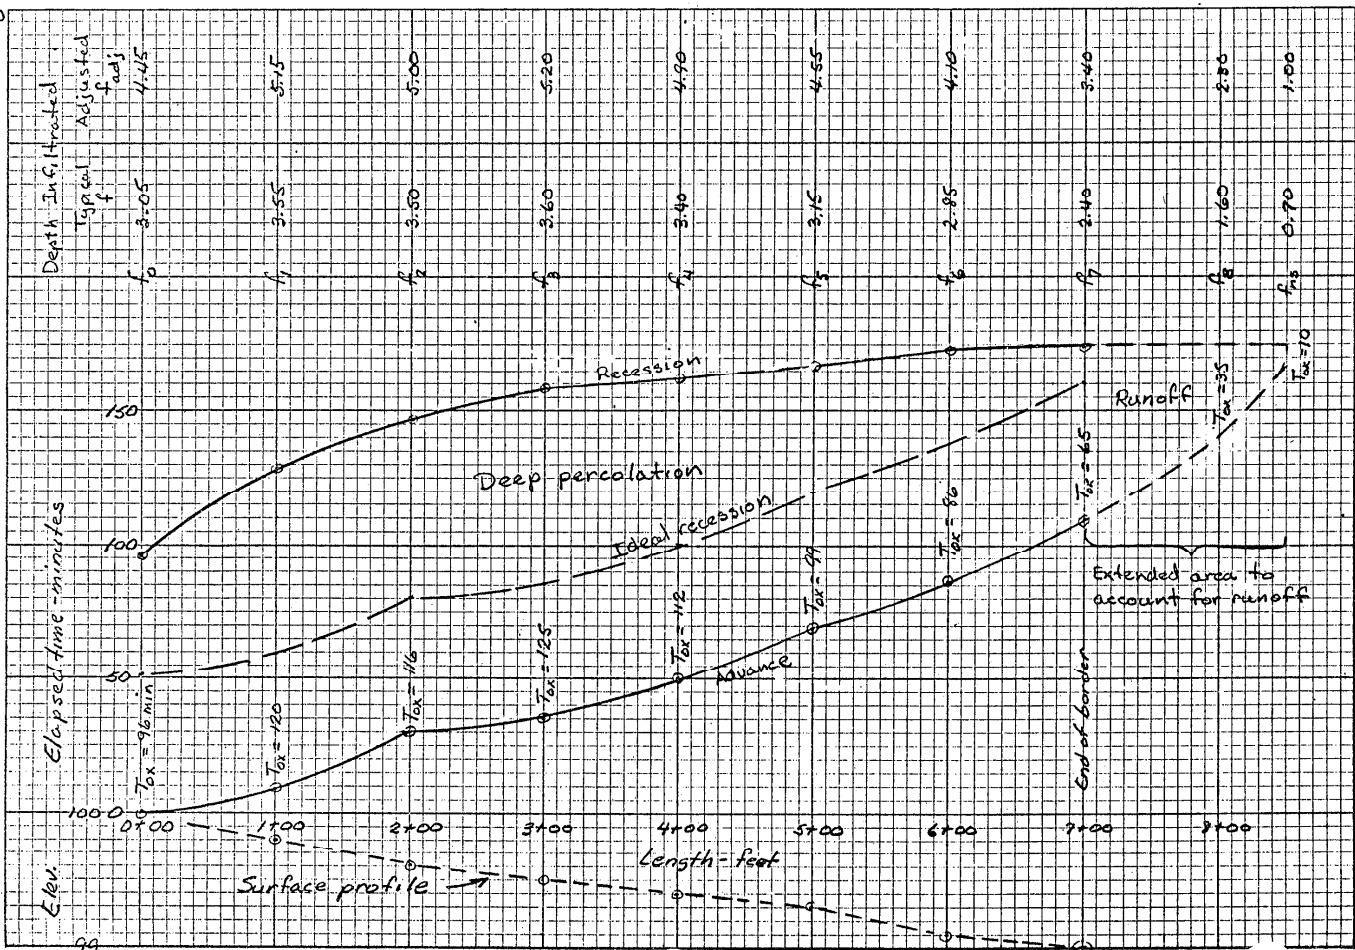 Depth Infiltrated
Typical f
Adjusted f adj
4.45 5.15 5.00 5.20 4.90 4.55 4.10 3.40 2.80 1.00
3.05 3.55 3.50 3.60 3.40 3.15 2.85 2.40 1.60 0.70
f0 f1 f2 f3 f4 f5 f6 f7 f8 fns
Recession
150
Runoff
Deep percolation
Ideal recession
100
Extended area to
account for runoff
50
Advance
Elapsed time-minutes
Tox = 96 min
Tox = 120
Tox = 116
Tox = 125
Tox = 112
Tox = 99
Tox = 86
Tox = 65
Tox = 35
Tox = 10
End of border
100 0
0+00 1+00 2+00 3+00 4+00 5+00 6+00 7+00 8+00
Length-feet
Surface profile
Elev.
99